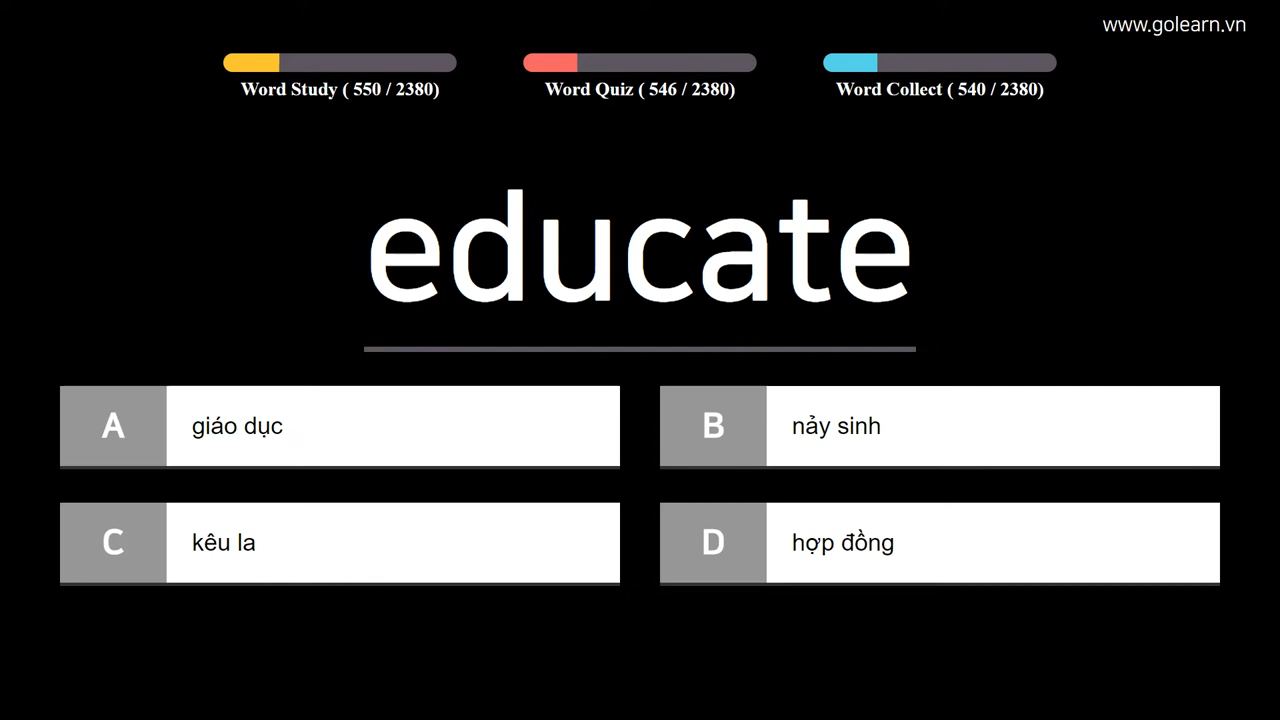 www.golearn.vn
Word Study ( 550 / 2380)
Word Quiz ( 546 / 2380)
Word Collect ( 540 / 2380)
educate
A giáo dục
B nảy sinh
C kêu la
D hợp đồng